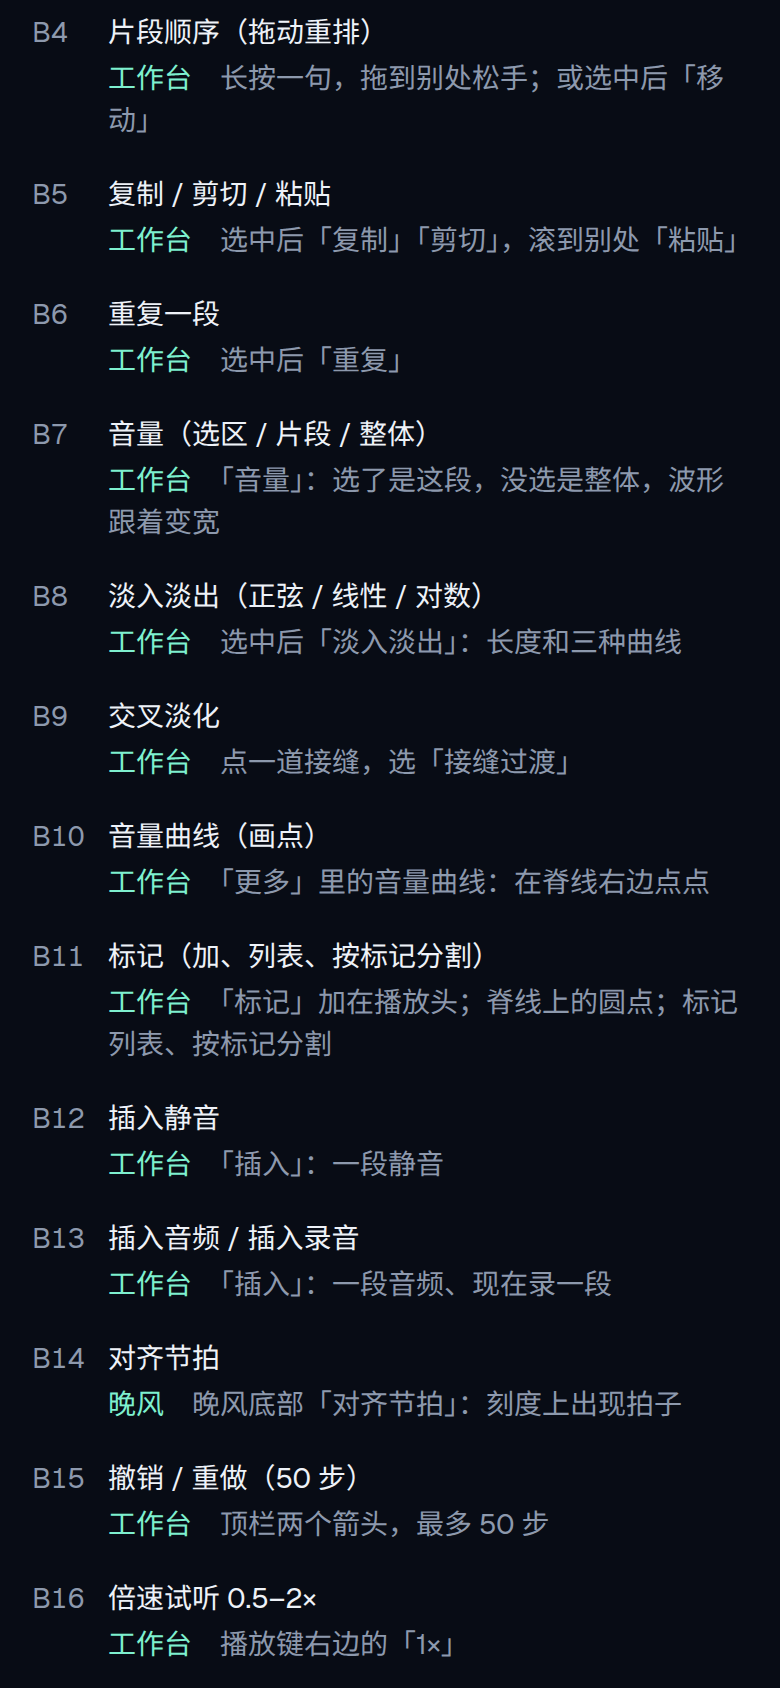 B4 片段顺序（拖动重排）
工作台 长按一句，拖到别处松手；或选中后「移
动」
B5 复制 / 剪切 / 粘贴
工作台 选中后「复制」「剪切」，滚到别处「粘贴」
B6 重复一段
工作台 选中后「重复」
B7 音量（选区 / 片段 / 整体）
工作台 「音量」：选了是这段，没选是整体，波形
跟着变宽
B8 淡入淡出（正弦 / 线性 / 对数）
工作台 选中后「淡入淡出」：长度和三种曲线
B9 交叉淡化
工作台 点一道接缝，选「接缝过渡」
B10 音量曲线（画点）
工作台 「更多」里的音量曲线：在脊线右边点点
B11 标记（加、列表、按标记分割）
工作台 「标记」加在播放头；脊线上的圆点；标记
列表、按标记分割
B12 插入静音
工作台 「插入」：一段静音
B13 插入音频 / 插入录音
工作台 「插入」：一段音频、现在录一段
B14 对齐节拍
晚风 晚风底部「对齐节拍」：刻度上出现拍子
B15 撤销 / 重做（50 步）
工作台 顶栏两个箭头，最多 50 步
B16 倍速试听 0.5–2×
工作台 播放键右边的「1×」